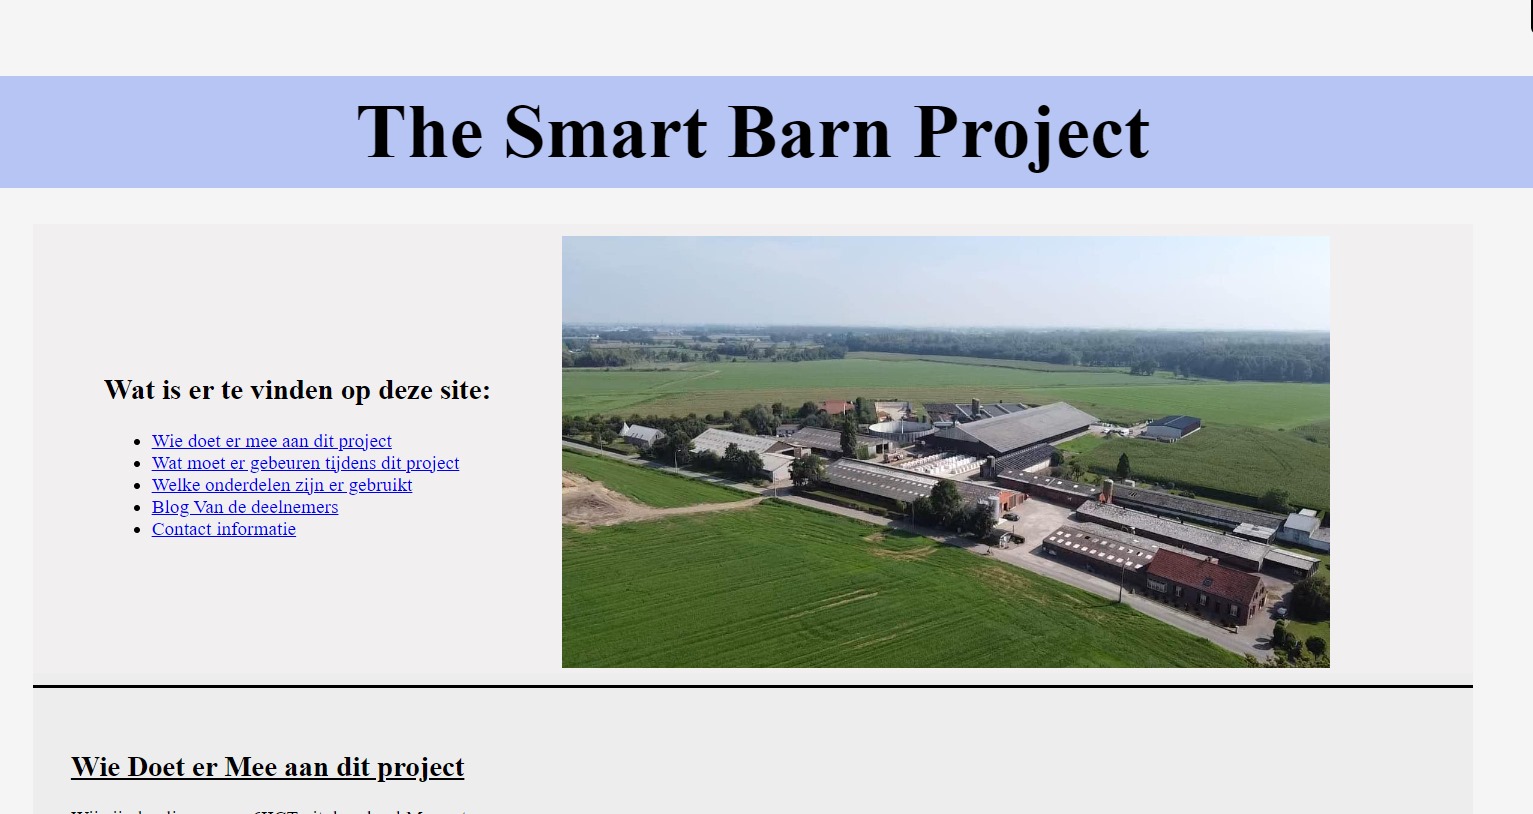 The Smart Barn Project
Wat is er te vinden op deze site:
Wie doet er mee aan dit project
Wat moet er gebeuren tijdens dit project
Welke onderdelen zijn er gebruikt
Blog Van de deelnemers
Contact informatie
Wie Doet er Mee aan dit project